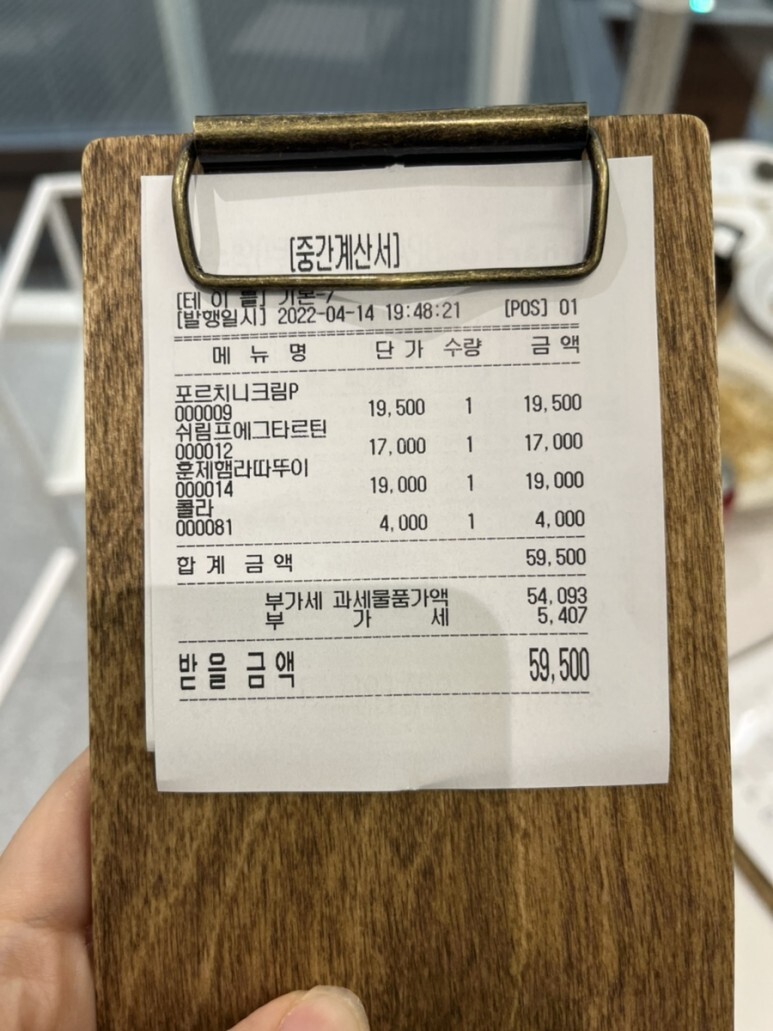 [중간계산서]
[테 이 블] 기본-7
[발행일시] 2022-04-14 19:48:21 [POS] 01
메 뉴 명 단 가 수량 금 액
포르치니크림P
000009 19,500 1 19,500
쉬림프에그타르틴
000012 17,000 1 17,000
훈제햄라따뚜이
000014 19,000 1 19,000
콜라
000081 4,000 1 4,000
합 계 금 액 59,500
부가세 과세물품가액 54,093
부 가 세 5,407
받 을 금 액 59,500